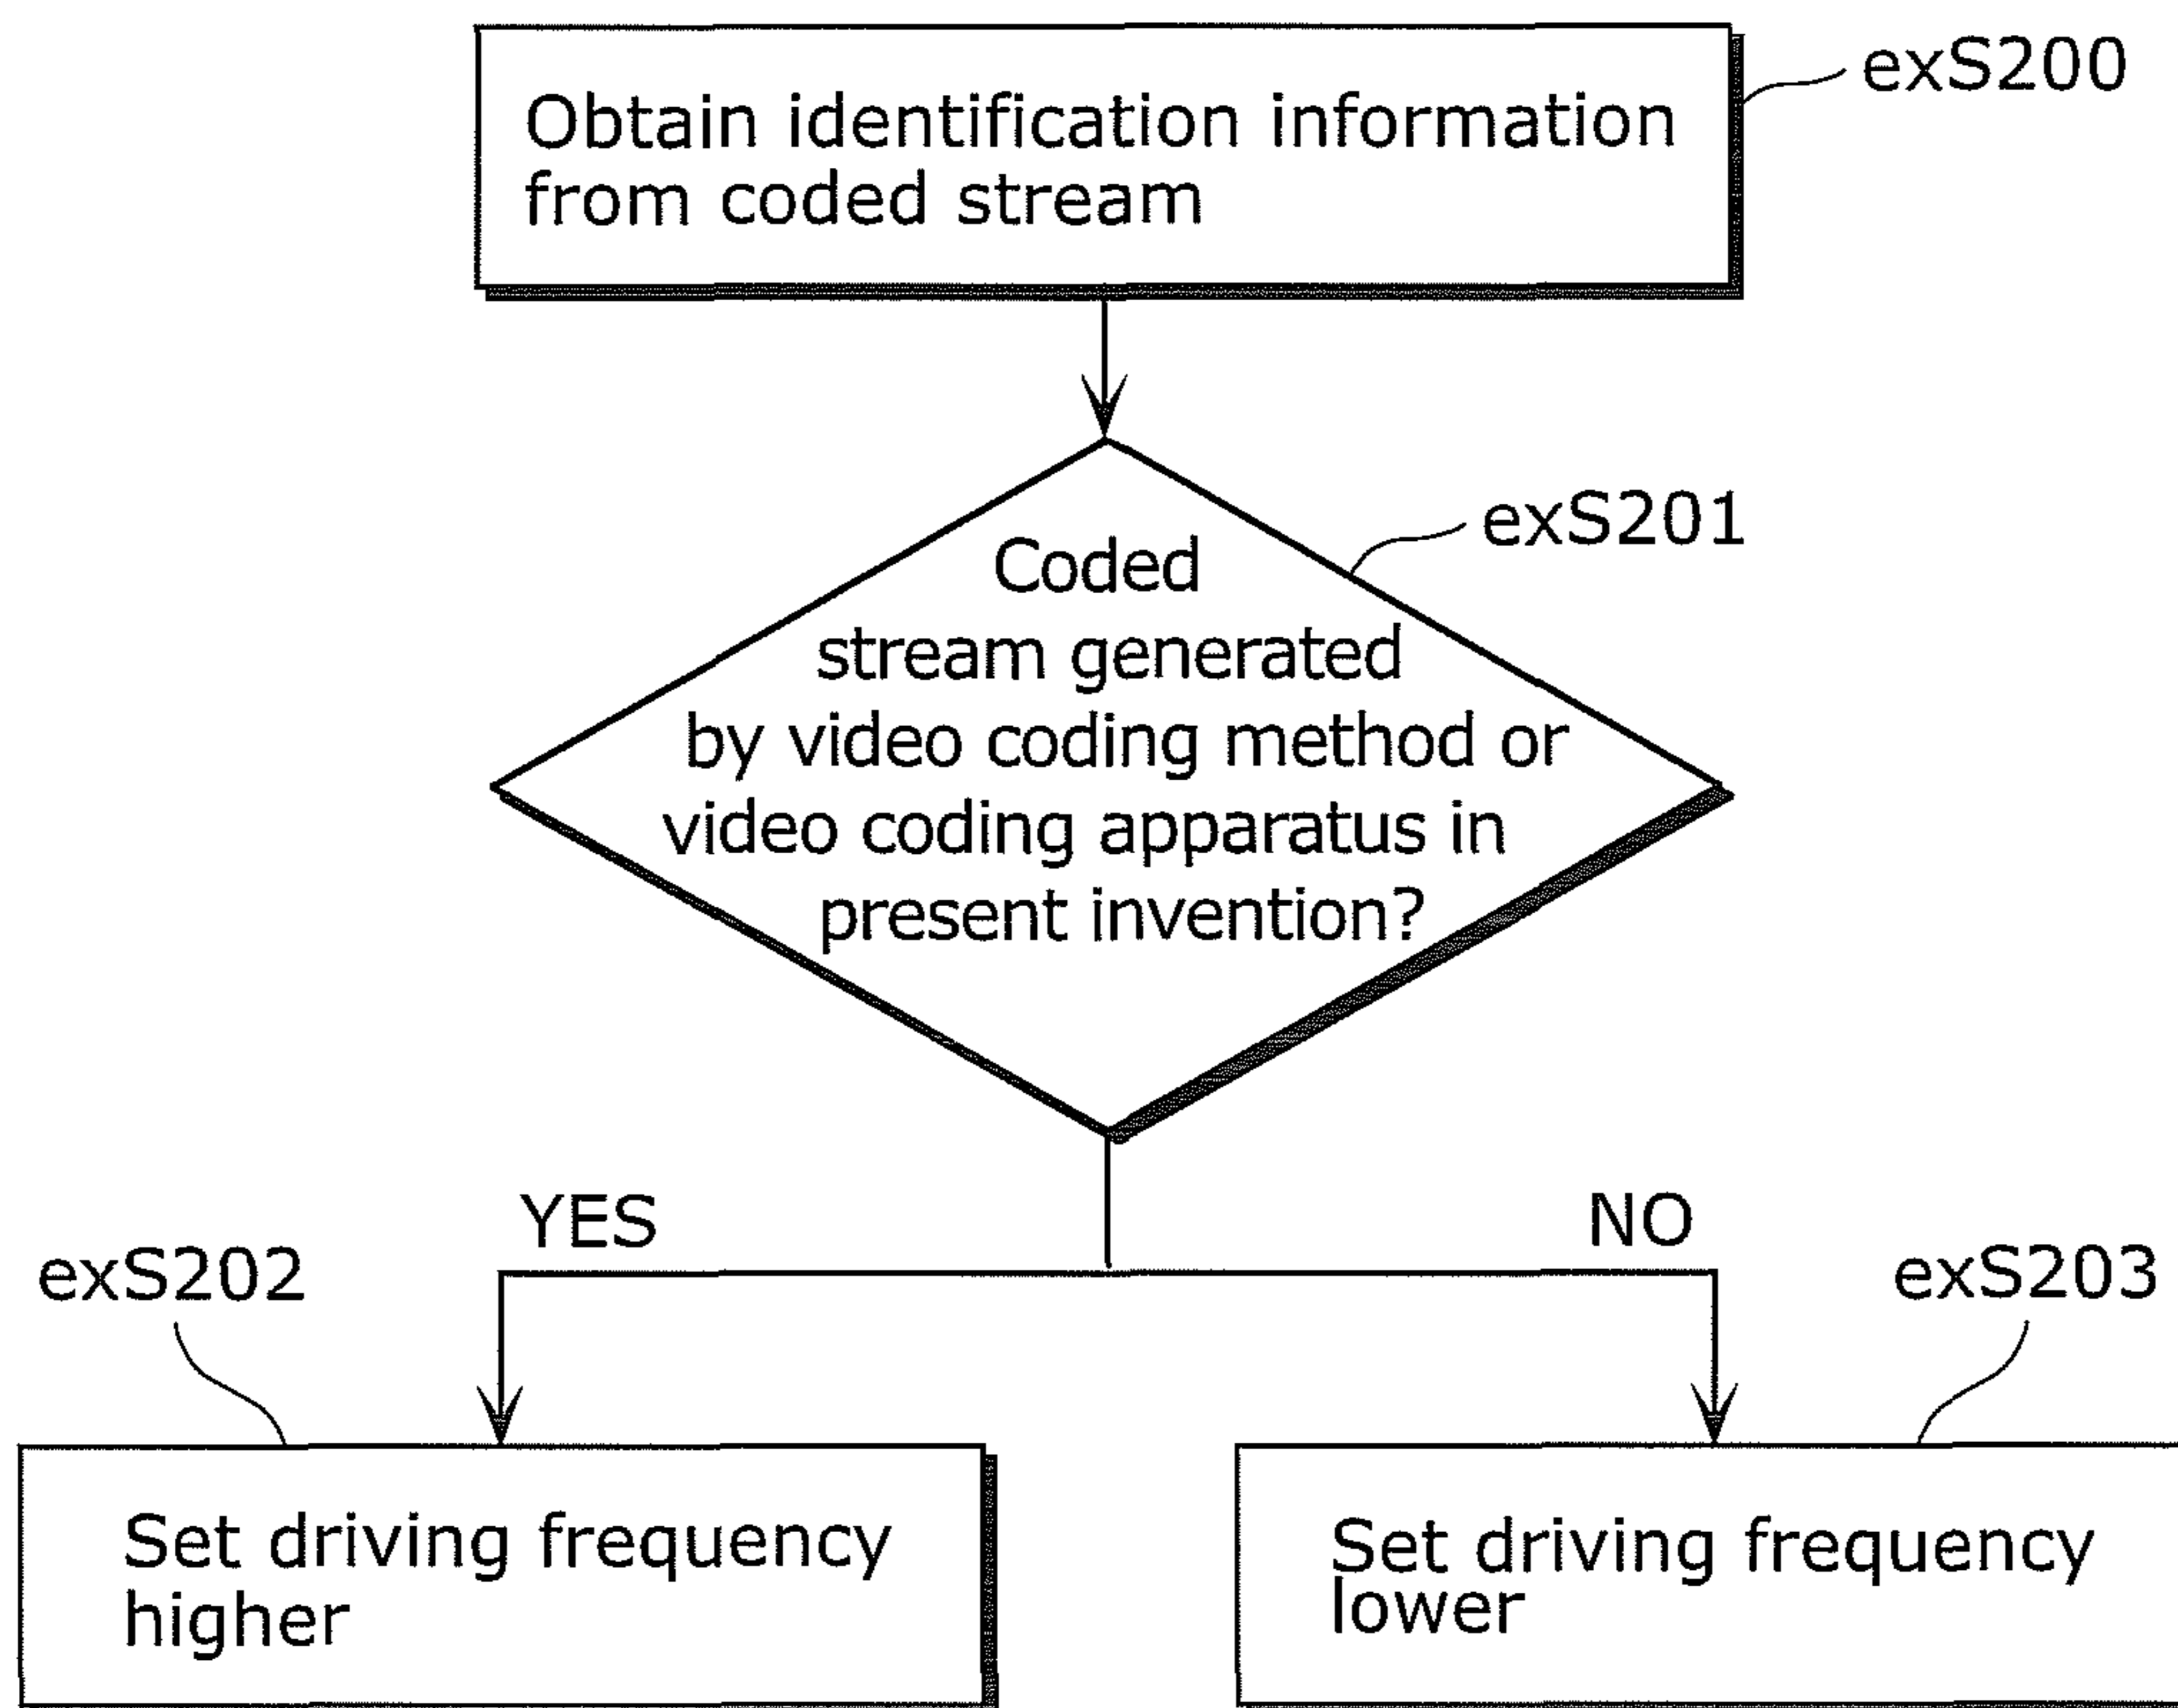 exS200
Obtain identification information
from coded stream
exS201
Coded
stream generated
by video coding method or
video coding apparatus in
present invention?
YES
NO
exS202
exS203
Set driving frequency
higher
Set driving frequency
lower